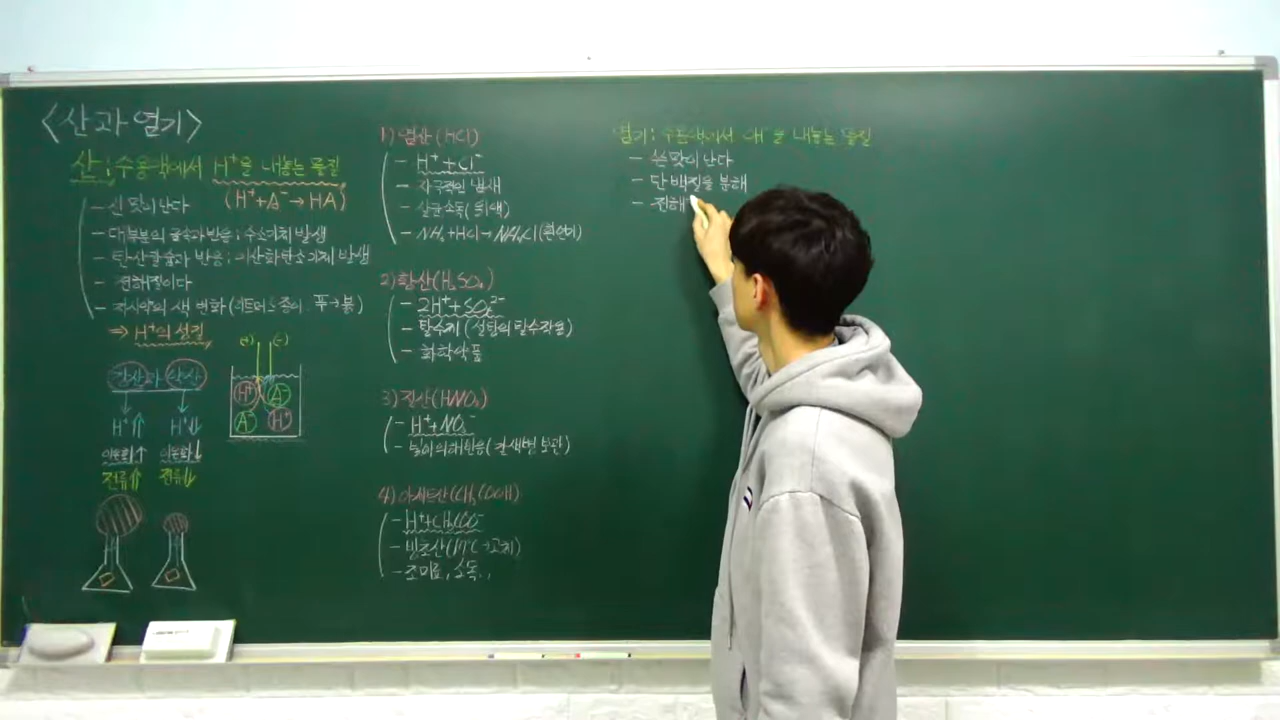 <산과 염기>
산 ; 수용액에서 H⁺을 내놓는 물질
(H⁺+A⁻→HA)
- 신 맛이 난다
- 대부분의 금속과 반응 ; 수소기체 발생
- 탄산칼슘과 반응 ; 이산화탄소 기체 발생
- 전해질이다
- 지시약의 색 변화 (리트머스 종이 푸→붉)
⇒ H⁺의 성질
강산과 약산
H⁺⇈ H⁺⇊
이온화↑ 이온화↓
전류⇈ 전류⇊
(+) (-)
H⁺ A⁻
A⁻ H⁺
1) 염산(HCl)
- H⁺+Cl⁻
- 자극적인 냄새
- 살균소독(위액)
- NH₃+HCl→NH₄Cl(흰연기)
2) 황산(H₂SO₄)
- 2H⁺+SO₄²⁻
- 탈수제 (설탕의 탈수작용)
- 화학약품
3) 질산(HNO₃)
- H⁺+NO₃⁻
- 빛에의해반응(갈색병 보관)
4) 아세트산(CH₃COOH)
- H⁺+CH₃COO⁻
- 빙초산(17℃→고체)
- 조미료, 소독..
염기 ; 수용액에서 OH⁻을 내놓는 물질
- 쓴맛이 난다
- 단백질을 분해
- 전해